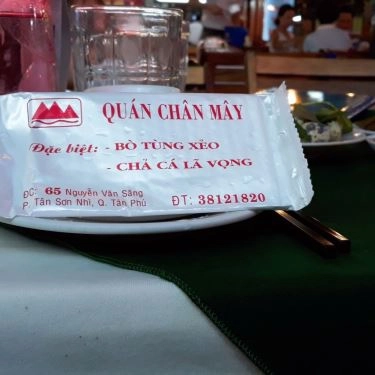 QUÁN CHÂN MÂY
Đặc biệt: - BÒ TÙNG XẺO
- CHẢ CÁ LÃ VỌNG
ĐC: 65 Nguyễn Văn Săng
P. Tân Sơn Nhì, Q. Tân Phú
ĐT: 38121820